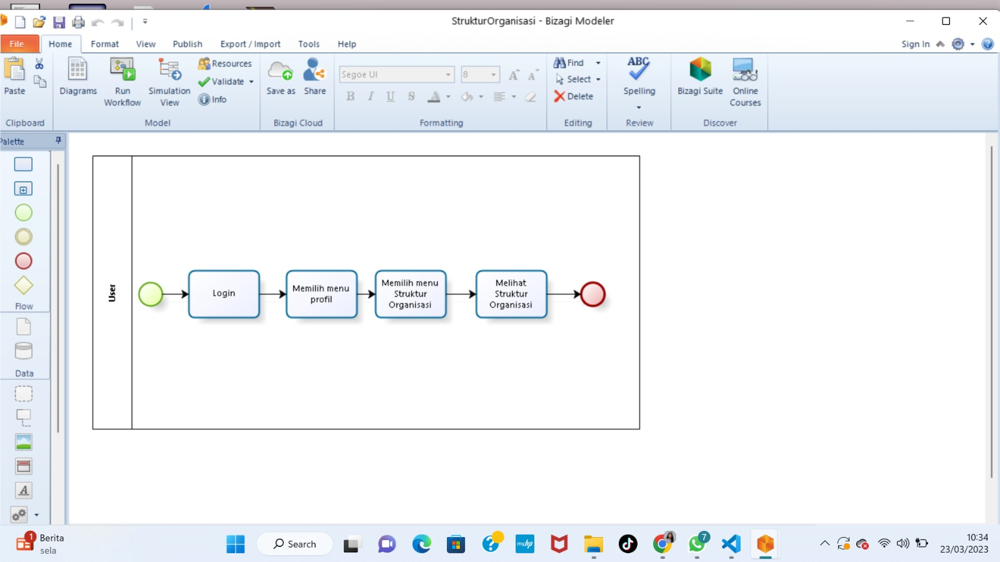 StrukturOrganisasi - Bizagi Modeler
File Home Format View Publish Export / Import Tools Help Sign In
Paste
Clipboard
Diagrams
Run
Workflow
Simulation
View
Resources
Validate
Info
Model
Save as
Share
Bizagi Cloud
Segoe UI 8 A A
B I U S A
Formatting
Find
Select
Delete
Editing
ABC
Spelling
Review
Bizagi Suite
Online
Courses
Discover
Palette
Flow
Data
A
User
Login
Memilih menu
profil
Memilih menu
Struktur
Organisasi
Melihat
Struktur
Organisasi
1
Berita
sela
Search
myhp
7
10:34
23/03/2023